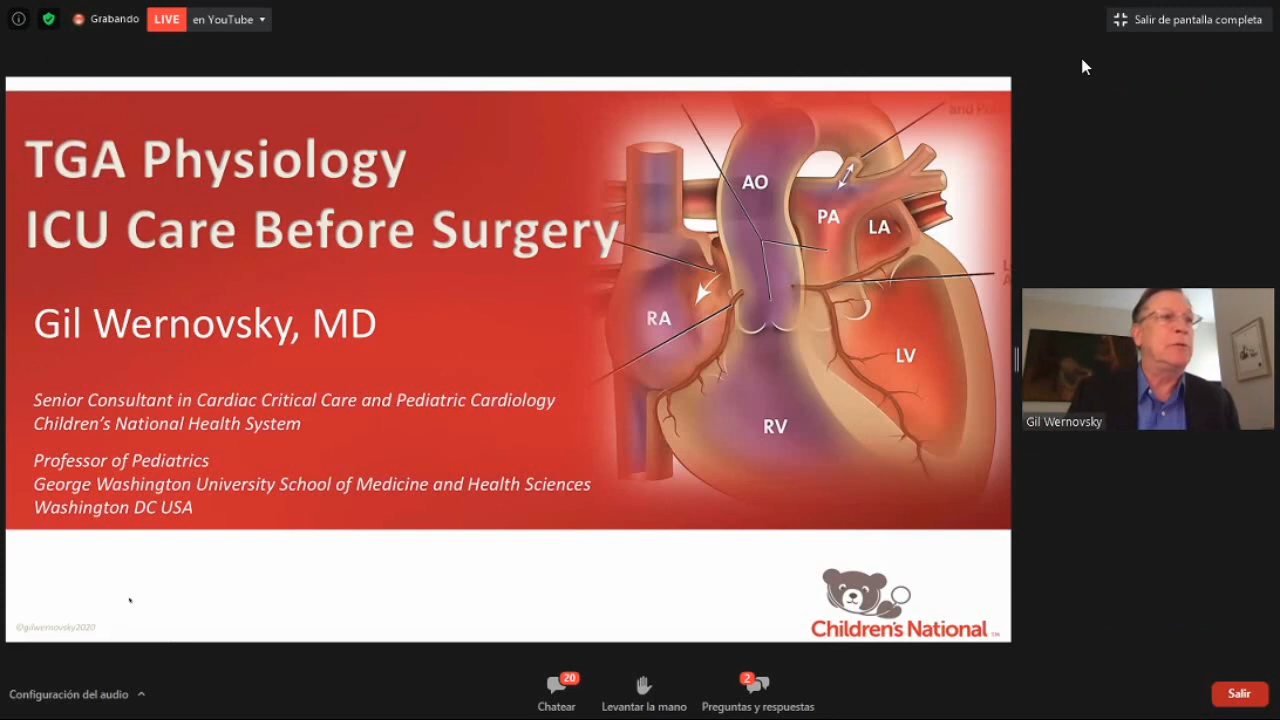 Grabando
LIVE
en YouTube
Salir de pantalla completa
TGA Physiology
ICU Care Before Surgery
Gil Wernovsky, MD
Senior Consultant in Cardiac Critical Care and Pediatric Cardiology
Children's National Health System
Professor of Pediatrics
George Washington University School of Medicine and Health Sciences
Washington DC USA
AO
PA
LA
RA
LV
RV
Gil Wernovsky
©gilwernovsky2020
Children's National
Configuración del audio
20
Chatear
Levantar la mano
2
Preguntas y respuestas
Salir